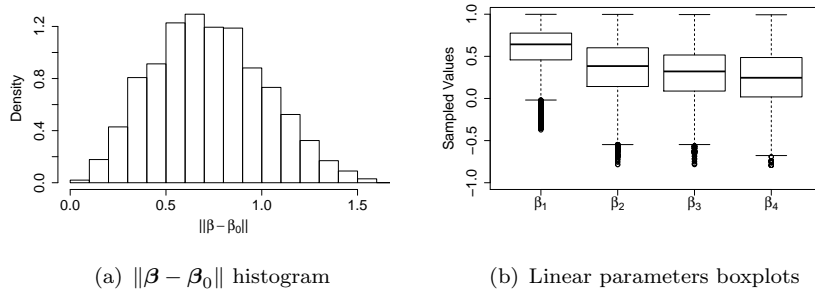 Density
0.0 0.4 0.8 1.2
0.0 0.5 1.0 1.5
||β − β₀||
Sampled Values
−1.0 −0.5 0.0 0.5 1.0
β₁ β₂ β₃ β₄
(a) ‖β − β₀‖ histogram
(b) Linear parameters boxplots